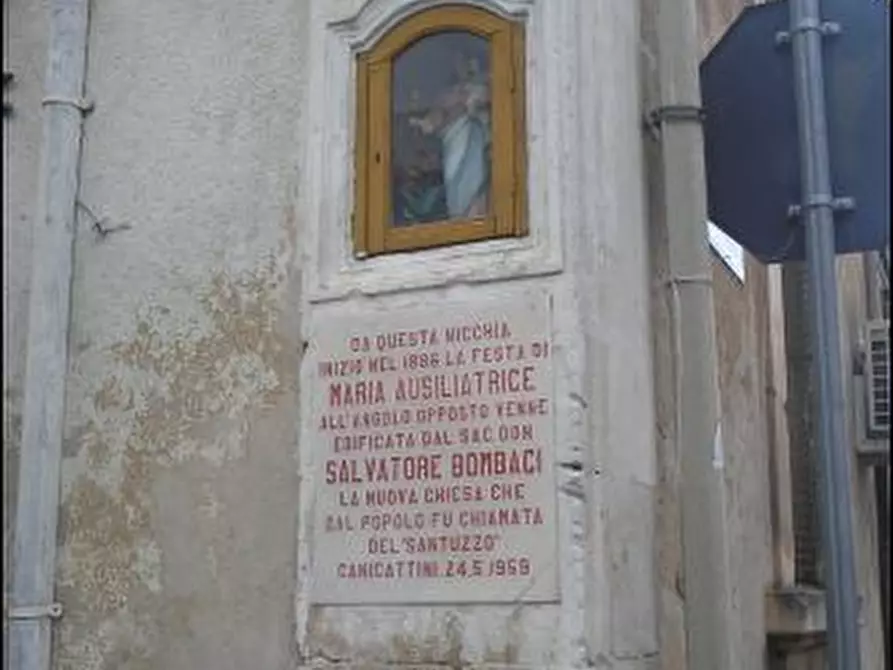 DA QUESTA NICCHIA
INIZIO NEL 1886 LA FESTA DI
MARIA AUSILIATRICE
ALL'ANGOLO OPPOSTO VENNE
EDIFICATA DAL SAC DON
SALVATORE BOMBACI
LA NUOVA CHIESA CHE
DAL POPOLO FU CHIAMATA
DEL "SANTUZZO"
CANICATTINI 24.5.1959